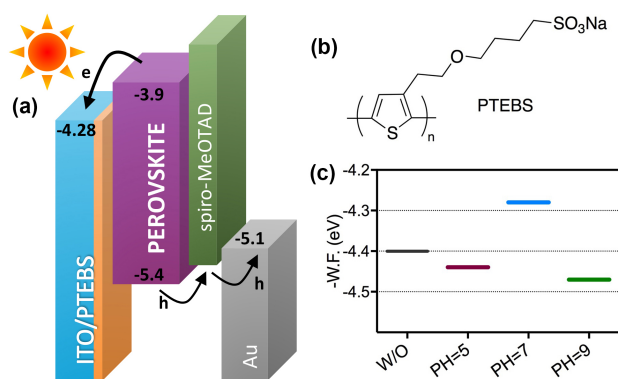 (a)
e
-4.28
-3.9
PEROVSKITE
-5.4
ITO/PTEBS
spiro-MeOTAD
-5.1
Au
h
h
(b)
SO3Na
O
S
n
PTEBS
(c)
-W.F. (eV)
-4.2
-4.3
-4.4
-4.5
W/O
PH=5
PH=7
PH=9